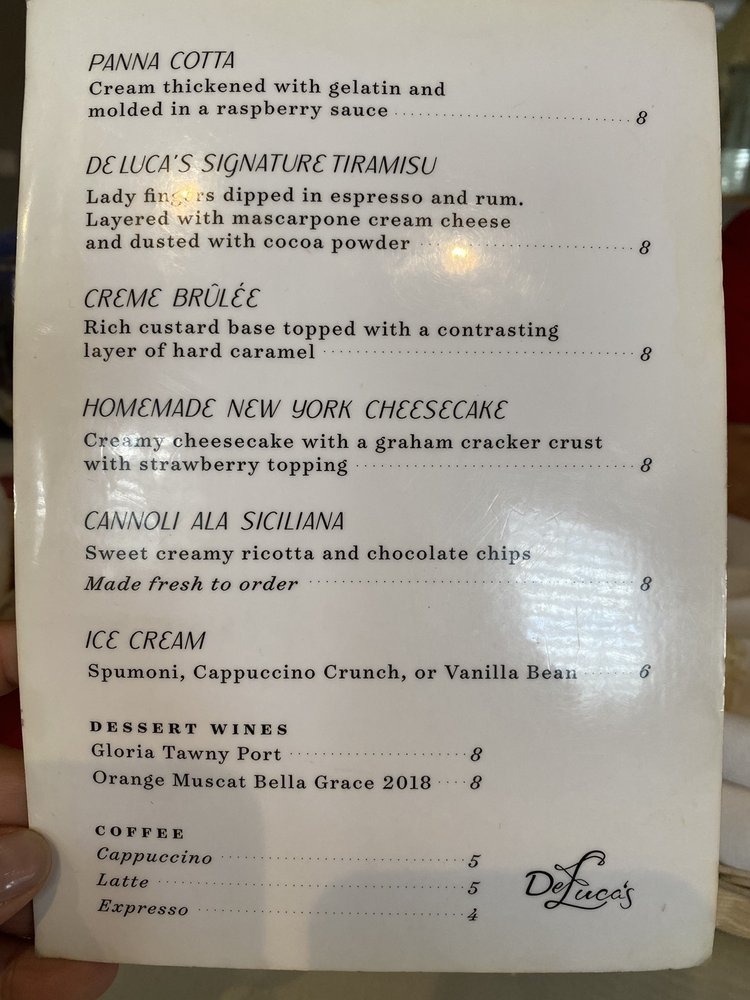 PANNA COTTA
Cream thickened with gelatin and
molded in a raspberry sauce 8
DE LUCA'S SIGNATURE TIRAMISU
Lady fingers dipped in espresso and rum.
Layered with mascarpone cream cheese
and dusted with cocoa powder 8
CREME BRÛLÉE
Rich custard base topped with a contrasting
layer of hard caramel 8
HOMEMADE NEW YORK CHEESECAKE
Creamy cheesecake with a graham cracker crust
with strawberry topping 8
CANNOLI ALA SICILIANA
Sweet creamy ricotta and chocolate chips
Made fresh to order 8
ICE CREAM
Spumoni, Cappuccino Crunch, or Vanilla Bean 6
DESSERT WINES
Gloria Tawny Port 8
Orange Muscat Bella Grace 2018 8
COFFEE
Cappuccino 5
Latte 5
Expresso 4
DeLuca's